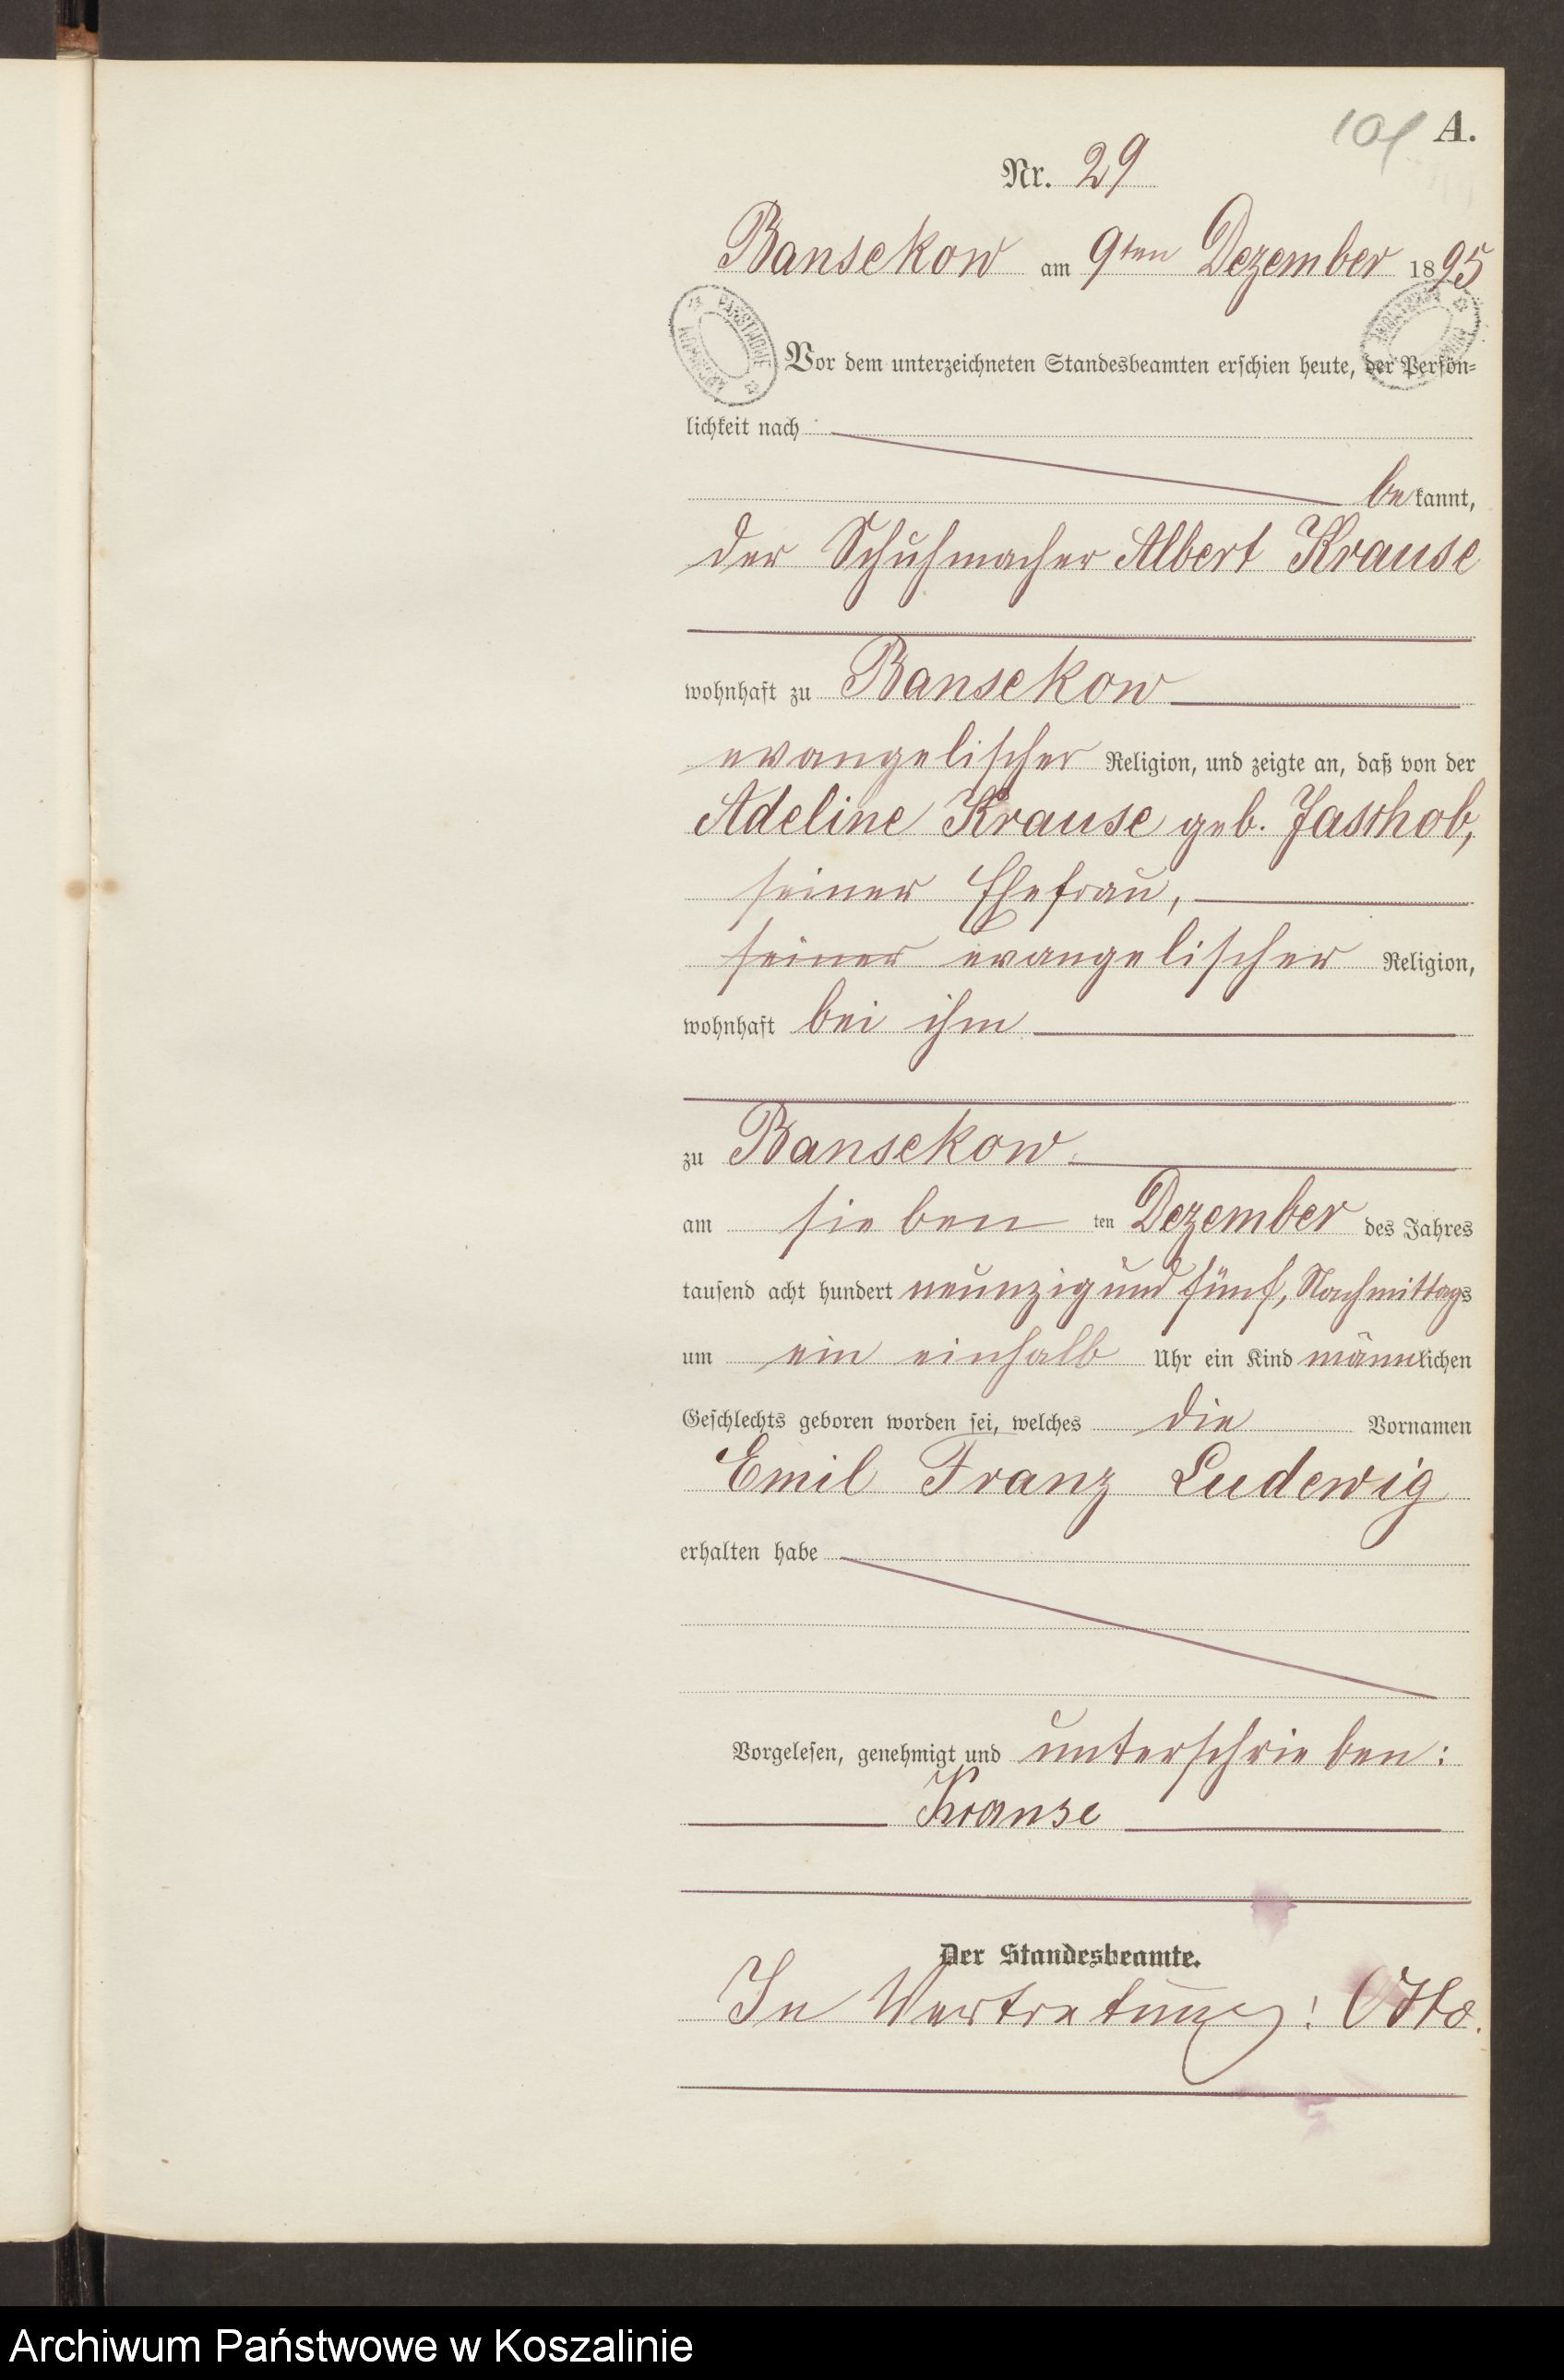 101 A.
Nr. 29
Bansekow am 9ten Dezember 1895
Vor dem unterzeichneten Standesbeamten erschien heute, der Persön-
lichkeit nach
bekannt,
der Schuhmacher Albert Krause
wohnhaft zu Bansekow
evangelischer Religion, und zeigte an, daß von der
Adeline Krause geb. Jaschob,
seiner Ehefrau,
seiner evangelischer Religion,
wohnhaft bei ihm
zu Bansekow
am sieben ten Dezember des Jahres
tausend acht hundert neunzig und fünf, Nachmittags
um ein einhalb Uhr ein Kind männlichen
Geschlechts geboren worden sei, welches die Vornamen
Emil Franz Ludewig
erhalten habe
Vorgelesen, genehmigt und unterschrieben:
Krause
Der Standesbeamte.
In Vertretung: Otto.
Archiwum Państwowe w Koszalinie